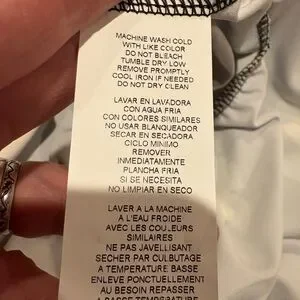 MACHINE WASH COLD
WITH LIKE COLOR
DO NOT BLEACH
TUMBLE DRY LOW
REMOVE PROMPTLY
COOL IRON IF NEEDED
DO NOT DRY CLEAN
LAVAR EN LAVADORA
CON AGUA FRIA
CON COLORES SIMILARES
NO USAR BLANQUEADOR
SECAR EN SECADORA
CICLO MINIMO
REMOVER
INMEDIATAMENTE
PLANCHA FRIA
SI SE NECESITA
NO LIMPIAR EN SECO
LAVER A LA MACHINE
A L'EAU FROIDE
AVEC LES COULEURS
SIMILAIRES
NE PAS JAVELLISANT
SECHER PAR CULBUTAGE
A TEMPERATURE BASSE
ENLEVE PONCTUELLEMENT
AU BESOIN REPASSER
A BASSE TEMPERATURE